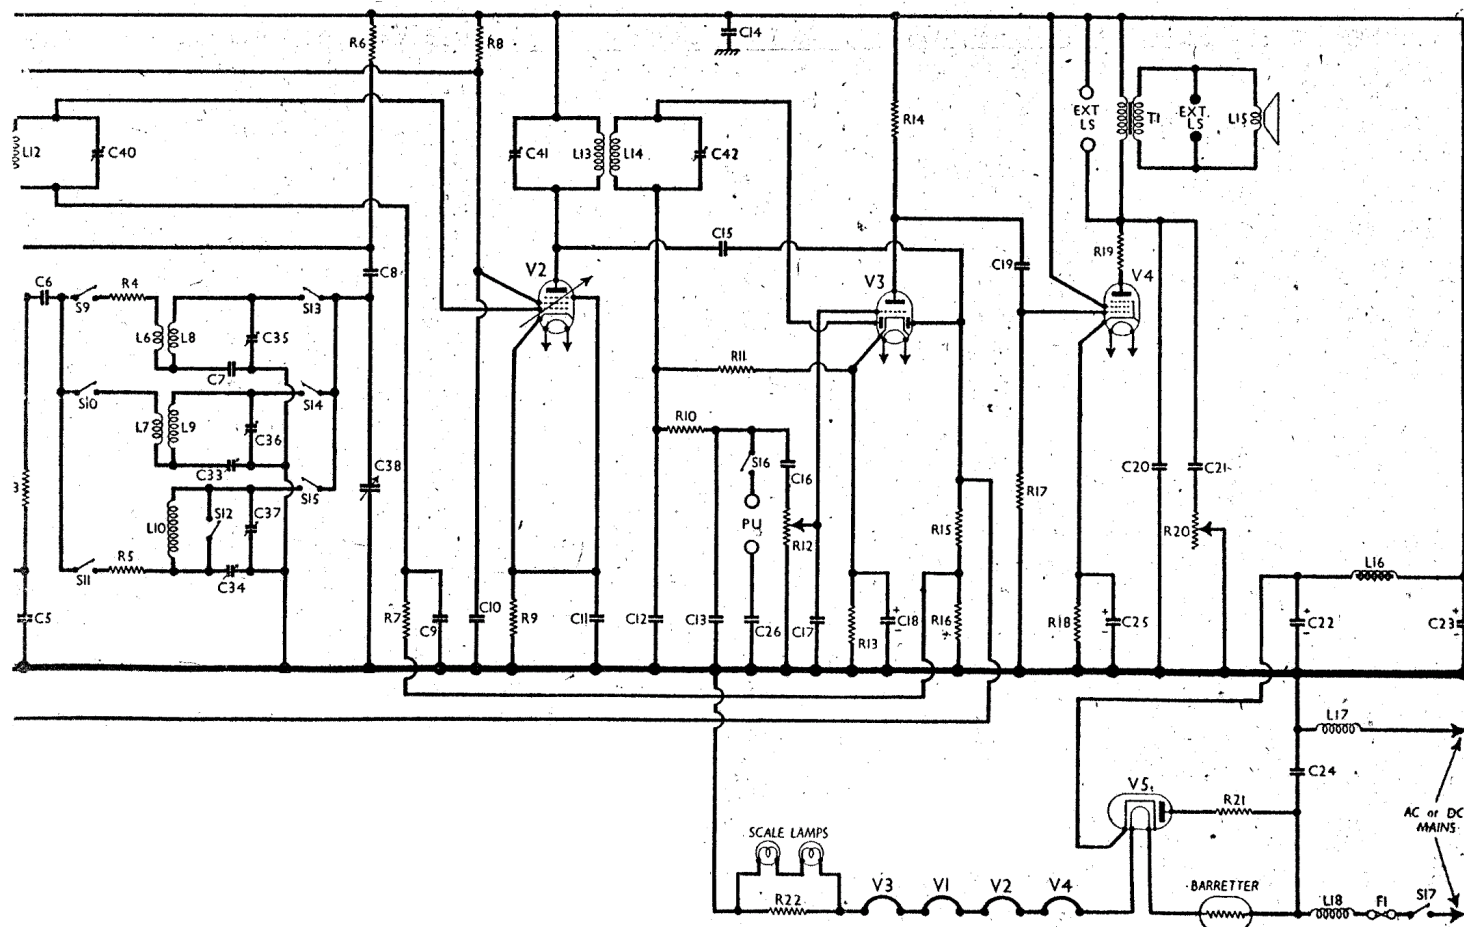 R6
R8
C14
R14
EXT
LS
T1
EXT
LS
L15
L12
C40
C41
L13
L14
C42
C15
R19
C19
C8
V2
V3
V4
C6
S9
R4
S13
L6
L8
C35
C7
R11
S10
S14
L7
L9
C36
R10
C33
C38
S16
C16
C20
C21
3
S15
R17
L10
S12
C37
PU
R12
R15
R20
S11
R5
C34
L16
C5
R7
C9
C10
R9
C11
C12
C13
C26
C17
R13
+
C18
-
R16
+
R18
+
C25
-
+
C22
-
+
C23
-
L17
C24
V5
R21
AC or DC
MAINS
SCALE LAMPS
R22
V3
V1
V2
V4
BARRETTER
L18
F1
S17